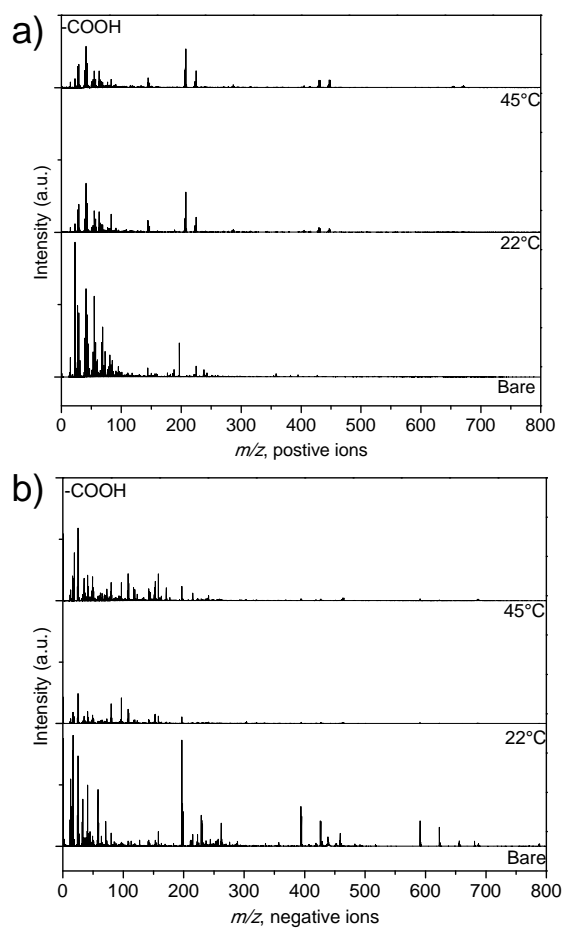 a)
-COOH
45°C
22°C
Bare
Intensity (a.u.)
0 100 200 300 400 500 600 700 800
m/z, postive ions
b)
-COOH
45°C
22°C
Bare
Intensity (a.u.)
0 100 200 300 400 500 600 700 800
m/z, negative ions